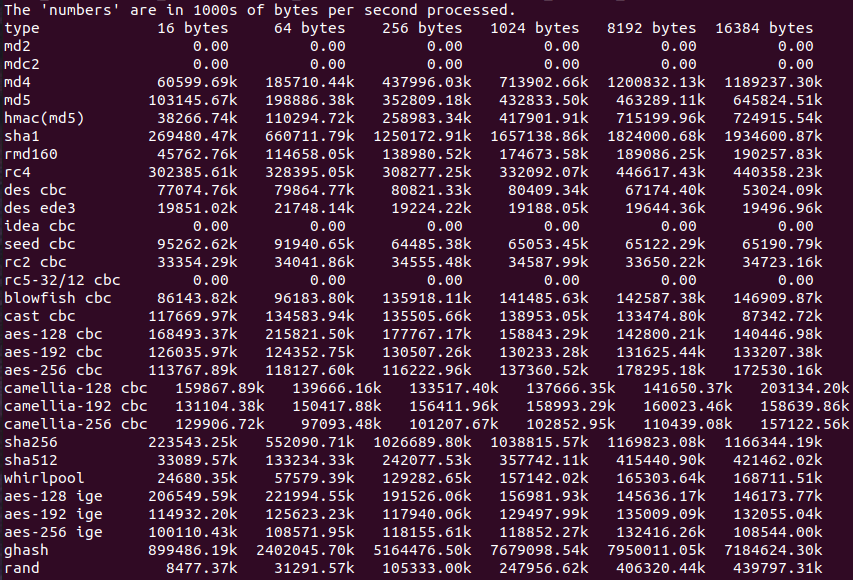 The 'numbers' are in 1000s of bytes per second processed.
type             16 bytes     64 bytes    256 bytes   1024 bytes   8192 bytes  16384 bytes
md2                  0.00         0.00         0.00         0.00         0.00         0.00
mdc2                 0.00         0.00         0.00         0.00         0.00         0.00
md4              60599.69k   185710.44k   437996.03k   713902.66k  1200832.13k  1189237.30k
md5             103145.67k   198886.38k   352809.18k   432833.50k   463289.11k   645824.51k
hmac(md5)        38266.74k   110294.72k   258983.34k   417901.91k   715199.96k   724915.54k
sha1            269480.47k   660711.79k  1250172.91k  1657138.86k  1824000.68k  1934600.87k
rmd160           45762.76k   114658.05k   138980.52k   174673.58k   189086.25k   190257.83k
rc4             302385.61k   328395.05k   308277.25k   332092.07k   446617.43k   440358.23k
des cbc          77074.76k    79864.77k    80821.33k    80409.34k    67174.40k    53024.09k
des ede3         19851.02k    21748.14k    19224.22k    19188.05k    19644.36k    19496.96k
idea cbc             0.00         0.00         0.00         0.00         0.00         0.00
seed cbc         95262.62k    91940.65k    64485.38k    65053.45k    65122.29k    65190.79k
rc2 cbc          33354.29k    34041.86k    34555.48k    34587.99k    33650.22k    34723.16k
rc5-32/12 cbc        0.00         0.00         0.00         0.00         0.00         0.00
blowfish cbc     86143.82k    96183.80k   135918.11k   141485.63k   142587.38k   146909.87k
cast cbc        117669.97k   134583.94k   135505.66k   138953.05k   133474.80k    87342.72k
aes-128 cbc     168493.37k   215821.50k   177767.17k   158843.29k   142800.21k   140446.98k
aes-192 cbc     126035.97k   124352.75k   130507.26k   130233.28k   131625.44k   133207.38k
aes-256 cbc     113767.89k   118127.60k   116222.96k   137360.52k   178295.18k   172530.16k
camellia-128 cbc   159867.89k   139666.16k   133517.40k   137666.35k   141650.37k   203134.20k
camellia-192 cbc   131104.38k   150417.88k   156411.96k   158993.29k   160023.46k   158639.86k
camellia-256 cbc   129906.72k    97093.48k   101207.67k   102852.95k   110439.08k   157122.56k
sha256          223543.25k   552090.71k  1026689.80k  1038815.57k  1169823.08k  1166344.19k
sha512           33089.57k   133234.33k   242077.53k   357742.11k   415440.90k   421462.02k
whirlpool        24680.35k    57579.39k   129282.65k   157142.02k   165303.64k   168711.51k
aes-128 ige     206549.59k   221994.55k   191526.06k   156981.93k   145636.17k   146173.77k
aes-192 ige     114932.20k   125623.23k   117940.06k   129497.99k   135009.09k   132055.04k
aes-256 ige     100110.43k   108571.95k   118155.61k   118852.27k   132416.26k   108544.00k
ghash           899486.19k  2402045.70k  5164476.50k  7679098.54k  7950011.05k  7184624.30k
rand              8477.37k    31291.57k   105333.00k   247956.62k   406320.44k   439797.31k